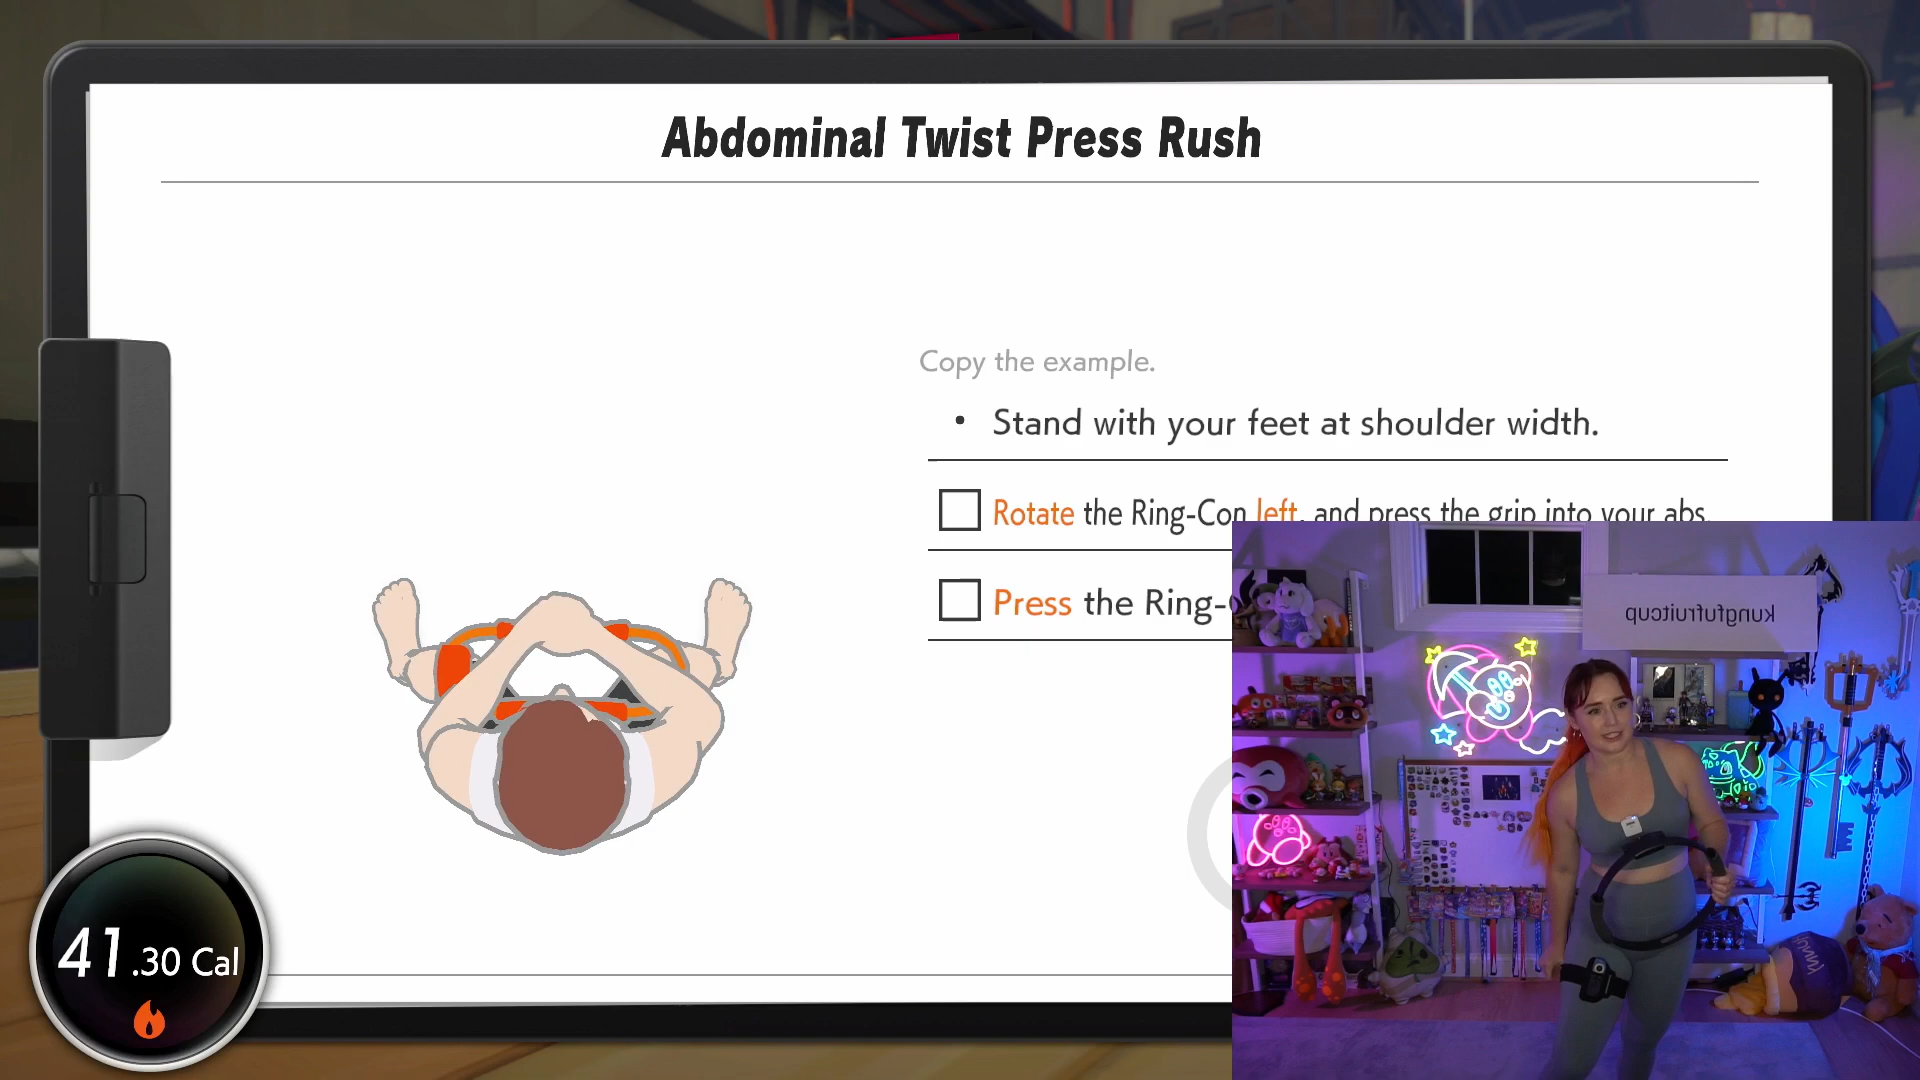 Abdominal Twist Press Rush
Copy the example.
• Stand with your feet at shoulder width.
Rotate the Ring-Con left, and press the grip into your abs.
Press the Ring-
kungfufruitcup
41.30 Cal